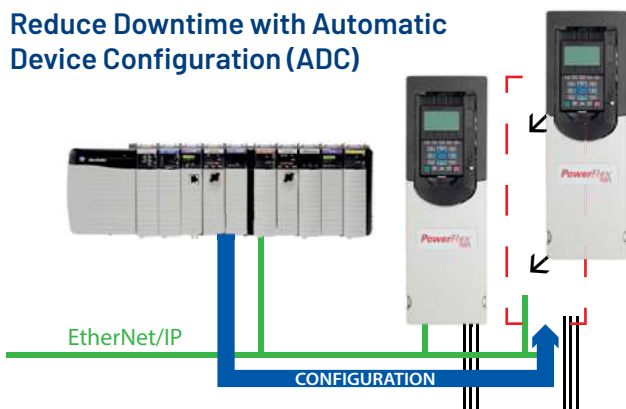 Reduce Downtime with Automatic
Device Configuration (ADC)
PowerFlex
PowerFlex
EtherNet/IP
CONFIGURATION